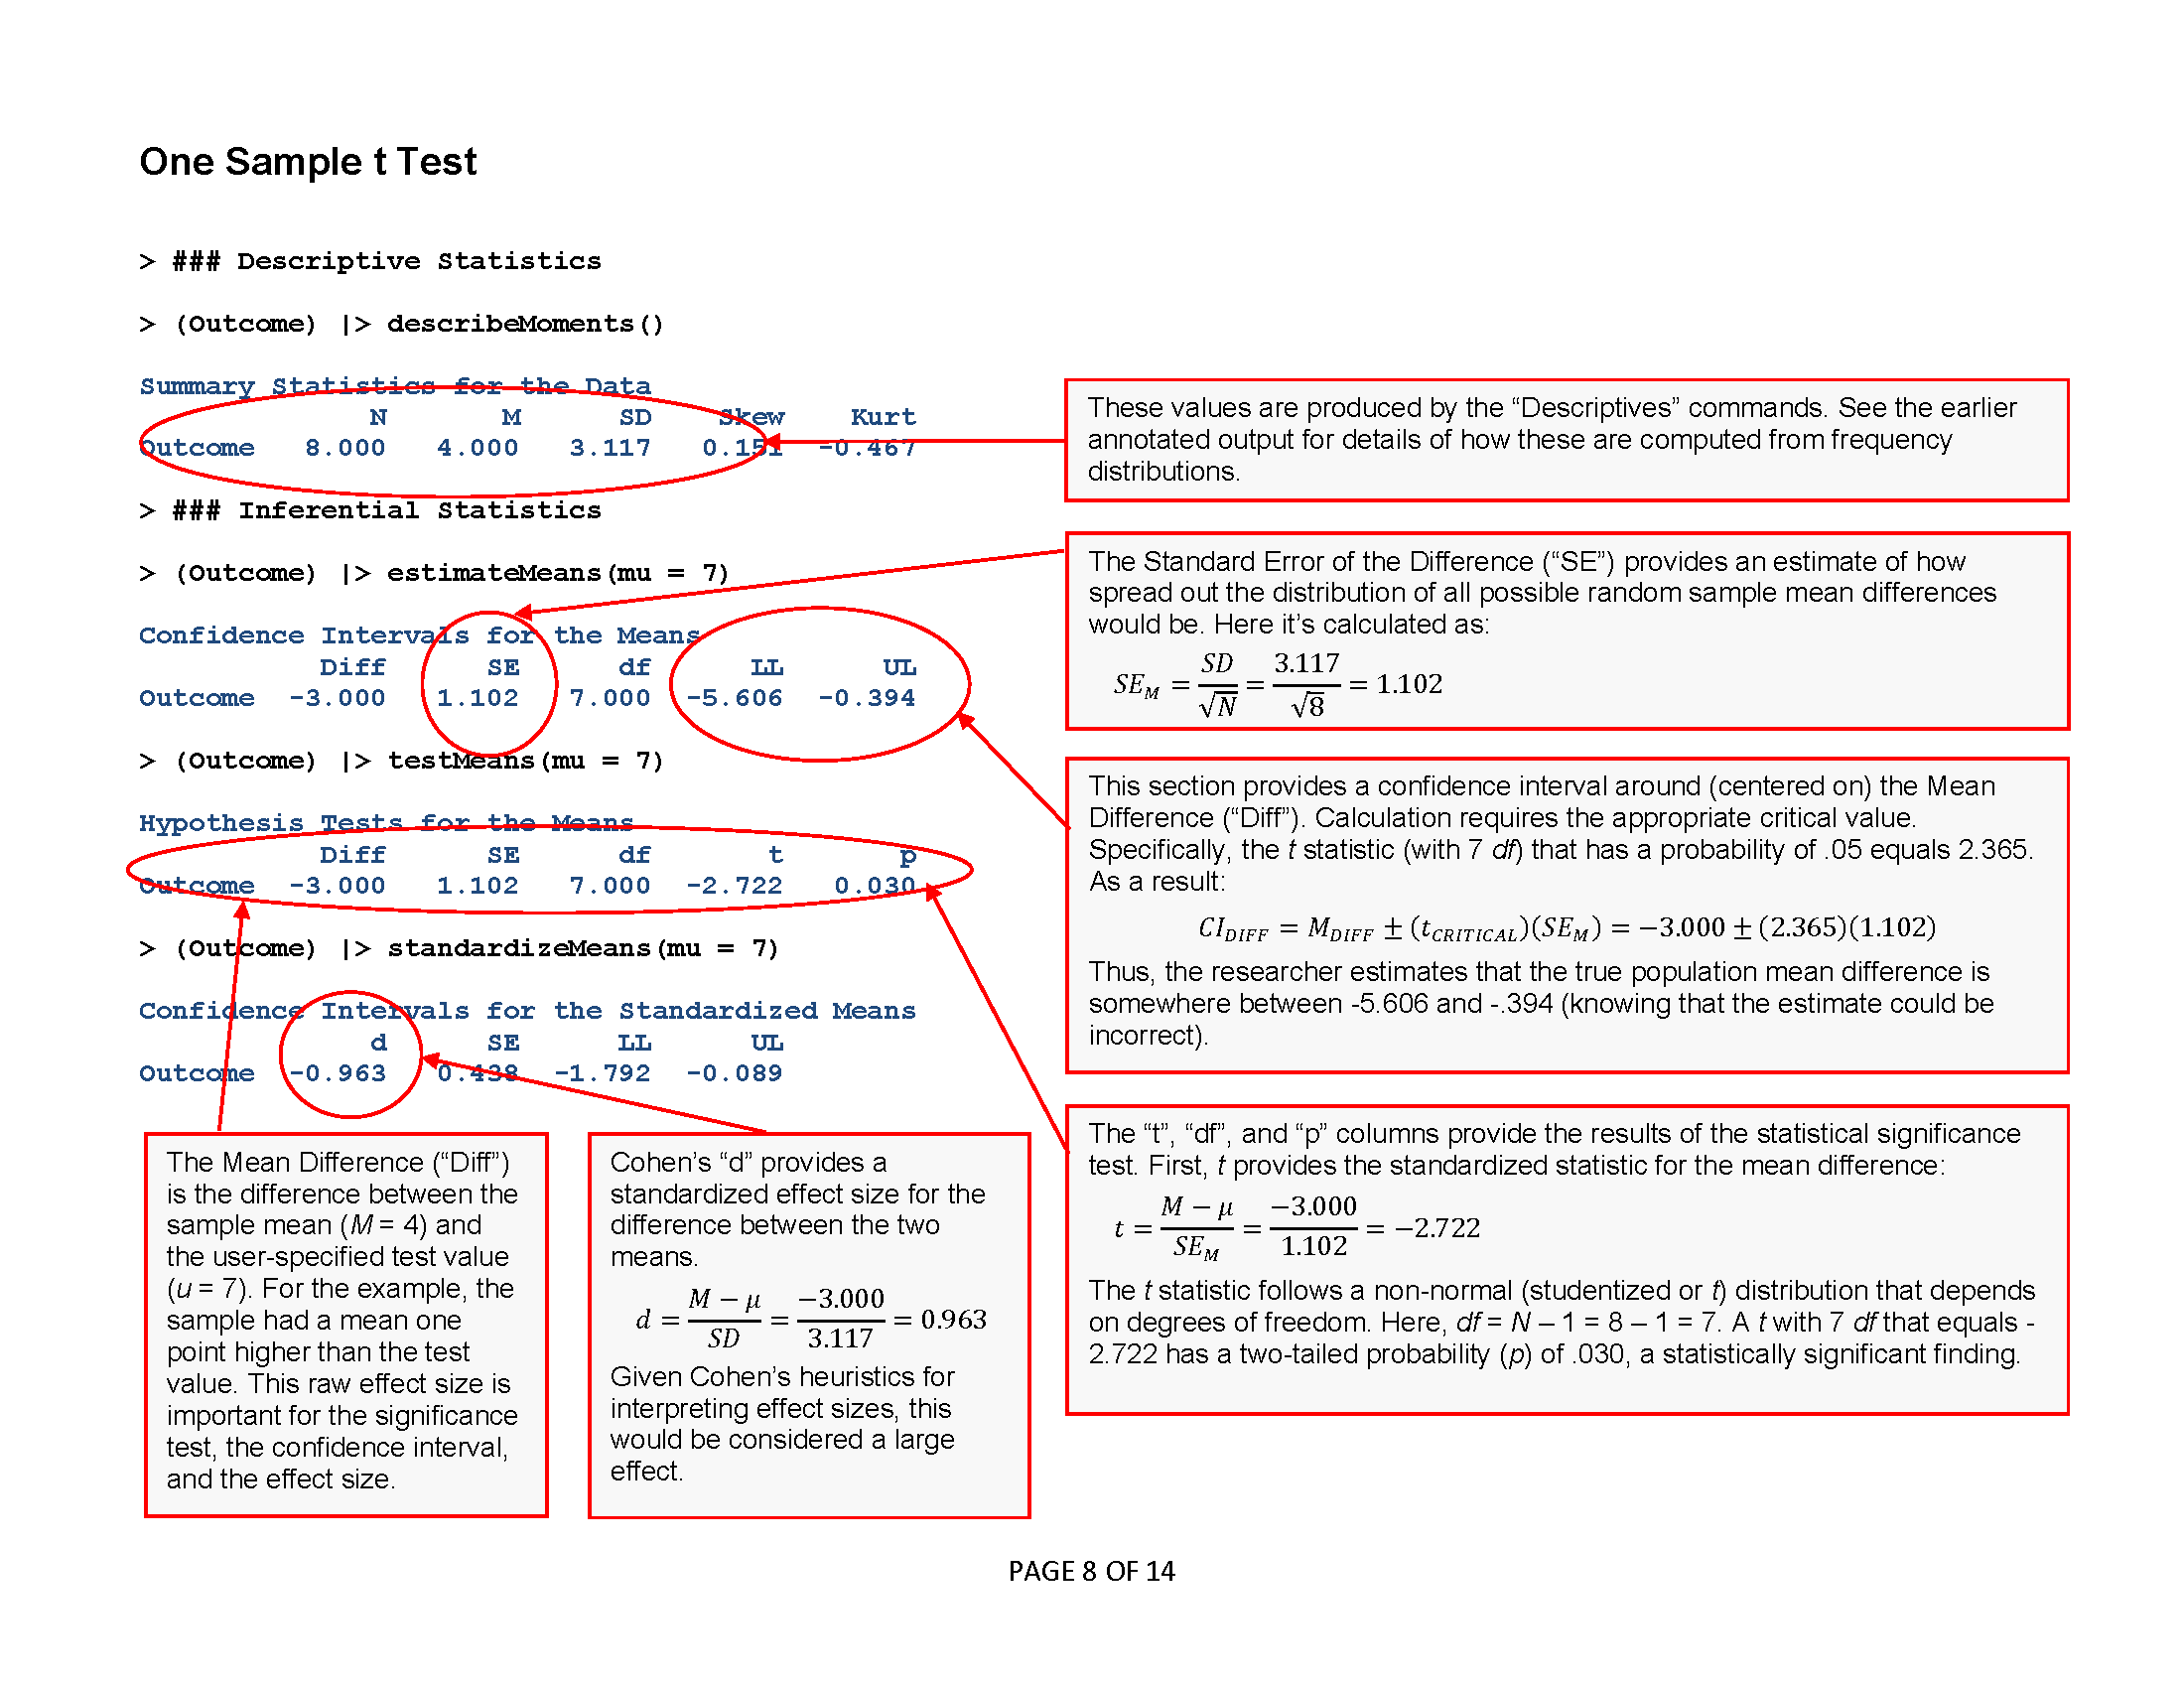 One Sample t Test
> ### Descriptive Statistics
> (Outcome) |> describeMoments()
Summary Statistics for the Data
N M SD Skew Kurt
Outcome 8.000 4.000 3.117 0.151 -0.467
> ### Inferential Statistics
> (Outcome) |> estimateMeans(mu = 7)
Confidence Intervals for the Means
Diff SE df LL UL
Outcome -3.000 1.102 7.000 -5.606 -0.394
> (Outcome) |> testMeans(mu = 7)
Hypothesis Tests for the Means
Diff SE df t p
Outcome -3.000 1.102 7.000 -2.722 0.030
> (Outcome) |> standardizeMeans(mu = 7)
Confidence Intervals for the Standardized Means
d SE LL UL
Outcome -0.963 0.438 -1.792 -0.089
These values are produced by the “Descriptives” commands. See the earlier
annotated output for details of how these are computed from frequency
distributions.
The Standard Error of the Difference (“SE”) provides an estimate of how
spread out the distribution of all possible random sample mean differences
would be. Here it’s calculated as:
SE_M = SD/√N = 3.117/√8 = 1.102
This section provides a confidence interval around (centered on) the Mean
Difference (“Diff”). Calculation requires the appropriate critical value.
Specifically, the t statistic (with 7 df) that has a probability of .05 equals 2.365.
As a result:
CI_DIFF = M_DIFF ± (t_CRITICAL)(SE_M) = −3.000 ± (2.365)(1.102)
Thus, the researcher estimates that the true population mean difference is
somewhere between -5.606 and -.394 (knowing that the estimate could be
incorrect).
The “t”, “df”, and “p” columns provide the results of the statistical significance
test. First, t provides the standardized statistic for the mean difference:
t = M − μ/SE_M = −3.000/1.102 = −2.722
The t statistic follows a non-normal (studentized or t) distribution that depends
on degrees of freedom. Here, df = N – 1 = 8 – 1 = 7. A t with 7 df that equals -
2.722 has a two-tailed probability (p) of .030, a statistically significant finding.
The Mean Difference (“Diff”)
is the difference between the
sample mean (M = 4) and
the user-specified test value
(u = 7). For the example, the
sample had a mean one
point higher than the test
value. This raw effect size is
important for the significance
test, the confidence interval,
and the effect size.
Cohen’s “d” provides a
standardized effect size for the
difference between the two
means.
d = M − μ/SD = −3.000/3.117 = 0.963
Given Cohen’s heuristics for
interpreting effect sizes, this
would be considered a large
effect.
PAGE 8 OF 14